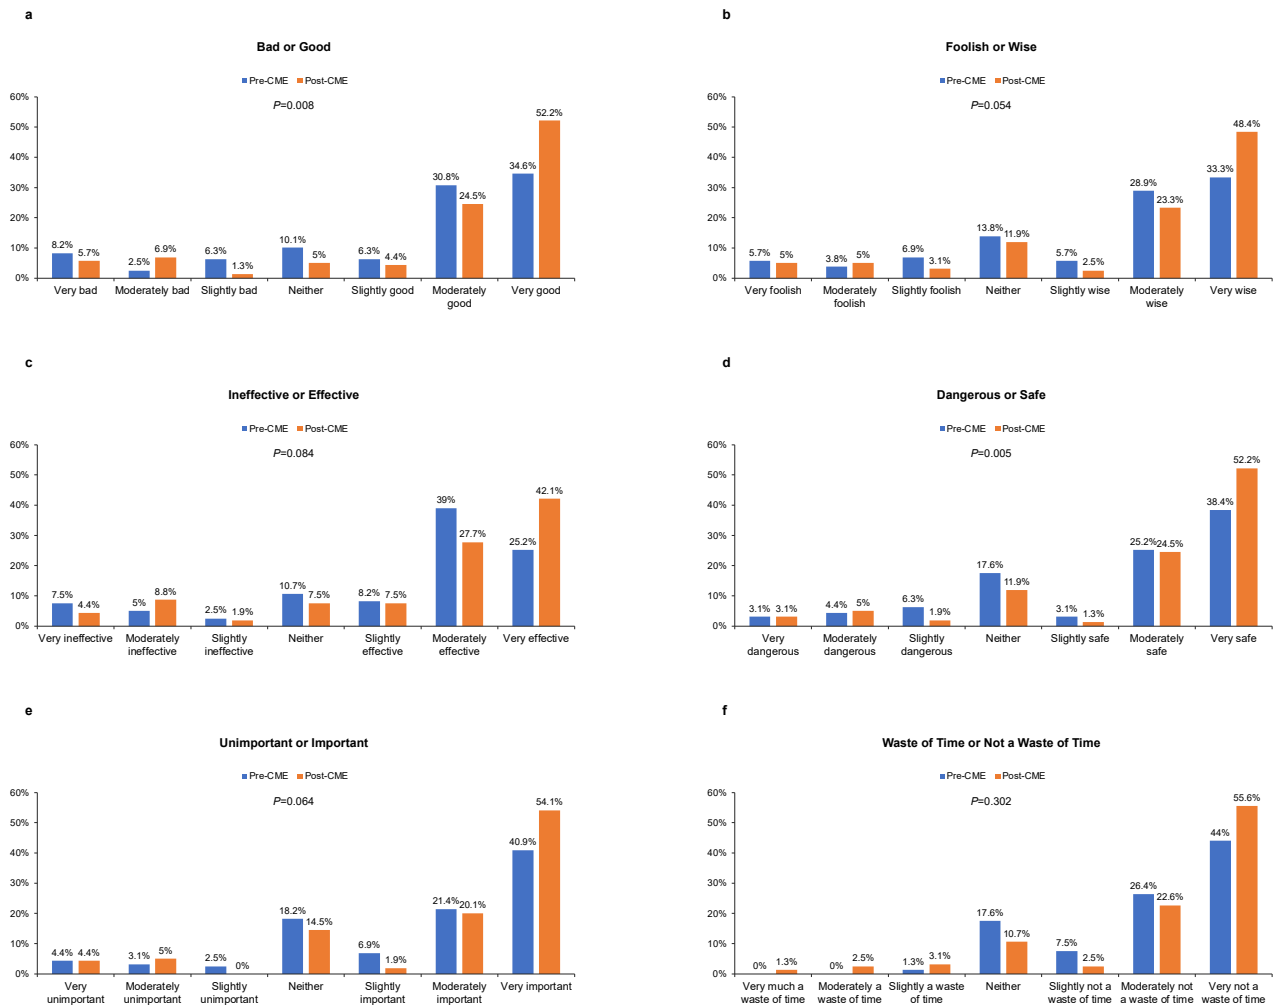 a
Bad or Good
Pre-CME Post-CME
P=0.008
60%
50%
40%
30%
20%
10%
0%
8.2% 5.7% 2.5% 6.9% 6.3% 1.3% 10.1% 5% 6.3% 4.4% 30.8% 24.5% 34.6% 52.2%
Very bad Moderately bad Slightly bad Neither Slightly good Moderately good Very good
b
Foolish or Wise
Pre-CME Post-CME
P=0.054
60%
50%
40%
30%
20%
10%
0%
5.7% 5% 3.8% 5% 6.9% 3.1% 13.8% 11.9% 5.7% 2.5% 28.9% 23.3% 33.3% 48.4%
Very foolish Moderately foolish Slightly foolish Neither Slightly wise Moderately wise Very wise
c
Ineffective or Effective
Pre-CME Post-CME
P=0.084
60%
50%
40%
30%
20%
10%
0%
7.5% 4.4% 5% 8.8% 2.5% 1.9% 10.7% 7.5% 8.2% 7.5% 39% 27.7% 25.2% 42.1%
Very ineffective Moderately ineffective Slightly ineffective Neither Slightly effective Moderately effective Very effective
d
Dangerous or Safe
Pre-CME Post-CME
P=0.005
60%
50%
40%
30%
20%
10%
0%
3.1% 3.1% 4.4% 5% 6.3% 1.9% 17.6% 11.9% 3.1% 1.3% 25.2% 24.5% 38.4% 52.2%
Very dangerous Moderately dangerous Slightly dangerous Neither Slightly safe Moderately safe Very safe
e
Unimportant or Important
Pre-CME Post-CME
P=0.064
60%
50%
40%
30%
20%
10%
0%
4.4% 4.4% 3.1% 5% 2.5% 0% 18.2% 14.5% 6.9% 1.9% 21.4% 20.1% 40.9% 54.1%
Very unimportant Moderately unimportant Slightly unimportant Neither Slightly important Moderately important Very important
f
Waste of Time or Not a Waste of Time
Pre-CME Post-CME
P=0.302
60%
50%
40%
30%
20%
10%
0%
0% 1.3% 0% 2.5% 1.3% 3.1% 17.6% 10.7% 7.5% 2.5% 26.4% 22.6% 44% 55.6%
Very much a waste of time Moderately a waste of time Slightly a waste of time Neither Slightly not a waste of time Moderately not a waste of time Very not a waste of time